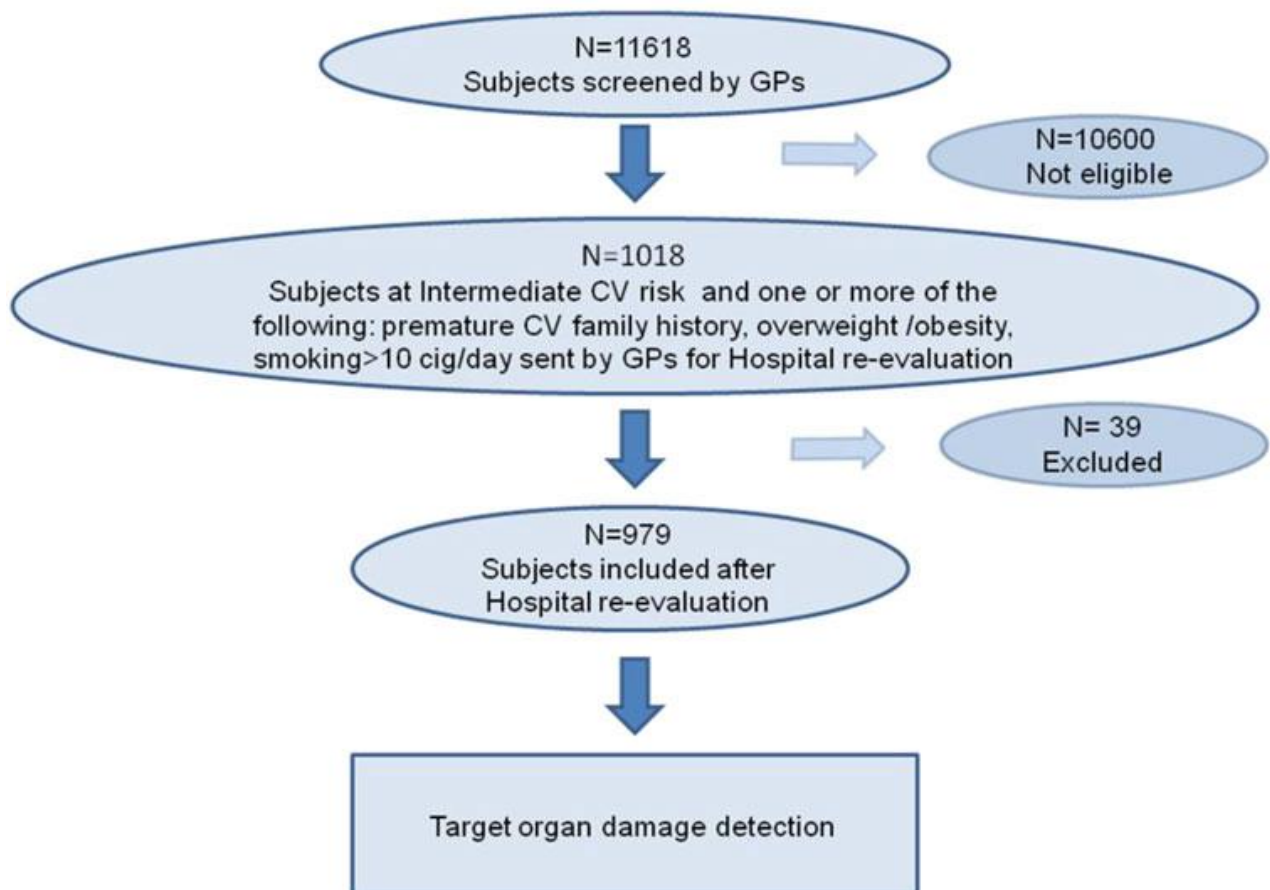 N=11618
Subjects screened by GPs
N=10600
Not eligible
N=1018
Subjects at Intermediate CV risk and one or more of the
following: premature CV family history, overweight /obesity,
smoking>10 cig/day sent by GPs for Hospital re-evaluation
N= 39
Excluded
N=979
Subjects included after
Hospital re-evaluation
Target organ damage detection